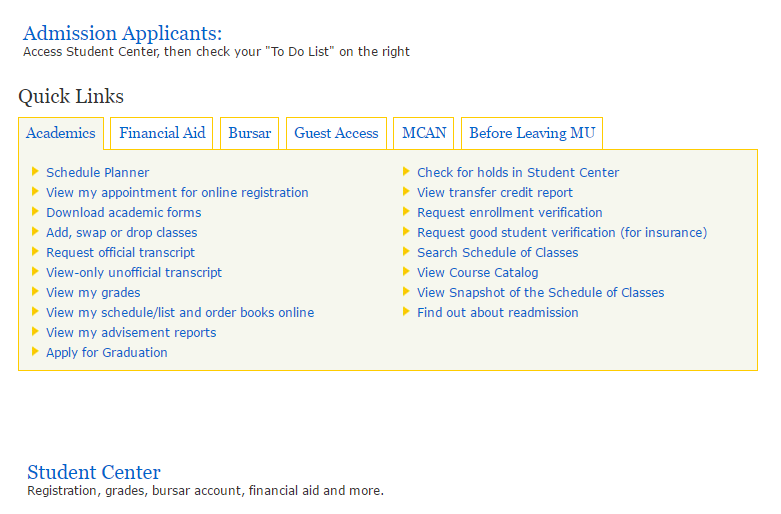 Admission Applicants:
Access Student Center, then check your "To Do List" on the right
Quick Links
Academics Financial Aid Bursar Guest Access MCAN Before Leaving MU
Schedule Planner
View my appointment for online registration
Download academic forms
Add, swap or drop classes
Request official transcript
View-only unofficial transcript
View my grades
View my schedule/list and order books online
View my advisement reports
Apply for Graduation
Check for holds in Student Center
View transfer credit report
Request enrollment verification
Request good student verification (for insurance)
Search Schedule of Classes
View Course Catalog
View Snapshot of the Schedule of Classes
Find out about readmission
Student Center
Registration, grades, bursar account, financial aid and more.